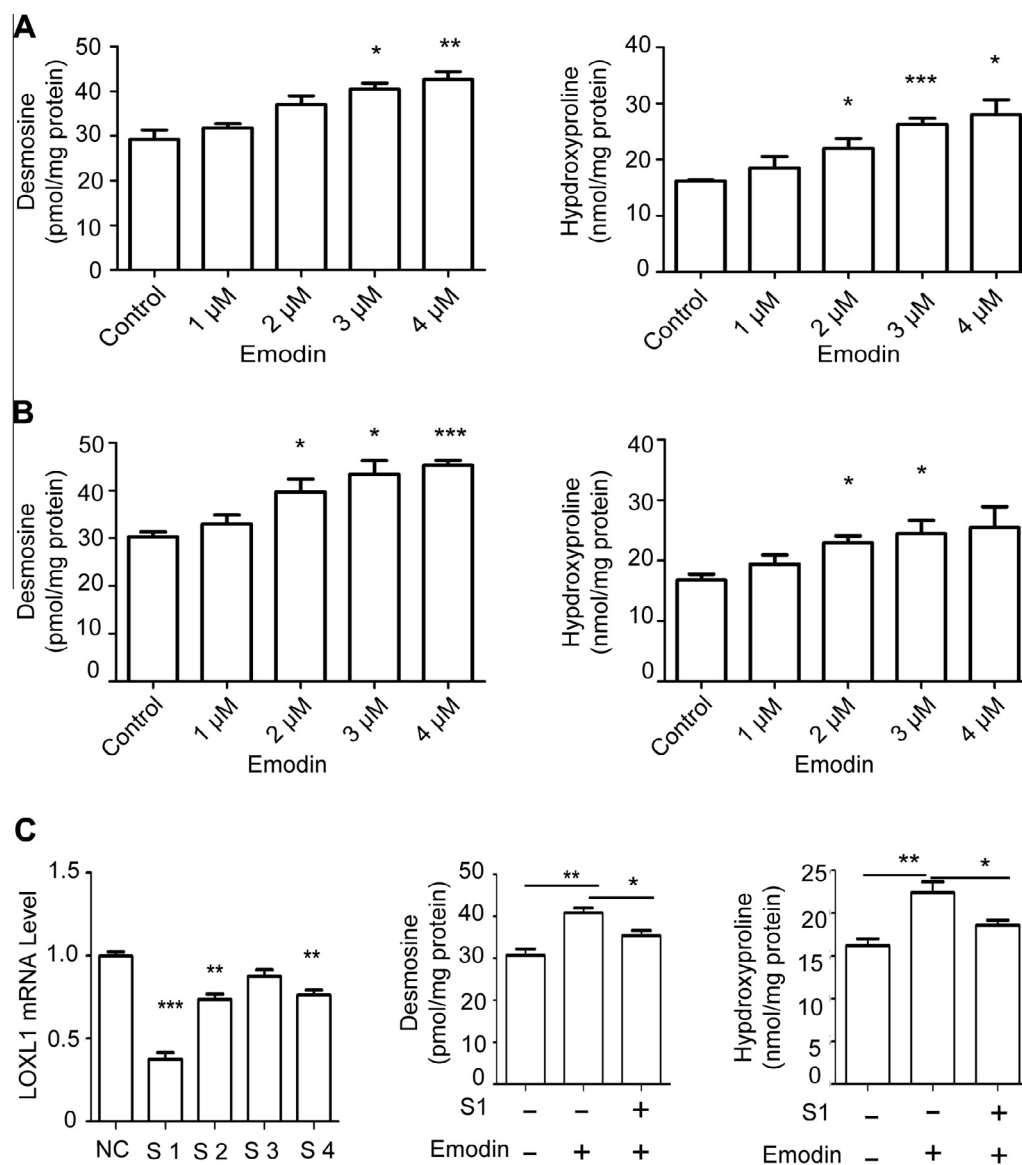 A
Desmosine
(pmol/mg protein)
50
40
30
20
10
0
* **
Control 1 µM 2 µM 3 µM 4 µM
Emodin
Hypdroxyproline
(nmol/mg protein)
40
30
20
10
0
* *** *
Control 1 µM 2 µM 3 µM 4 µM
Emodin
B
Desmosine
(pmol/mg protein)
50
40
30
20
10
0
* * ***
Control 1 µM 2 µM 3 µM 4 µM
Emodin
Hypdroxyproline
(nmol/mg protein)
40
30
20
10
0
* *
Control 1 µM 2 µM 3 µM 4 µM
Emodin
C
LOXL1 mRNA Level
1.5
1.0
0.5
0
*** ** **
NC S 1 S 2 S 3 S 4
Desmosine
(pmol/mg protein)
50
40
30
20
10
0
** *
S1 – – +
Emodin – + +
Hypdroxyproline
(nmol/mg protein)
25
20
15
10
5
0
** *
S1 – – +
Emodin – + +